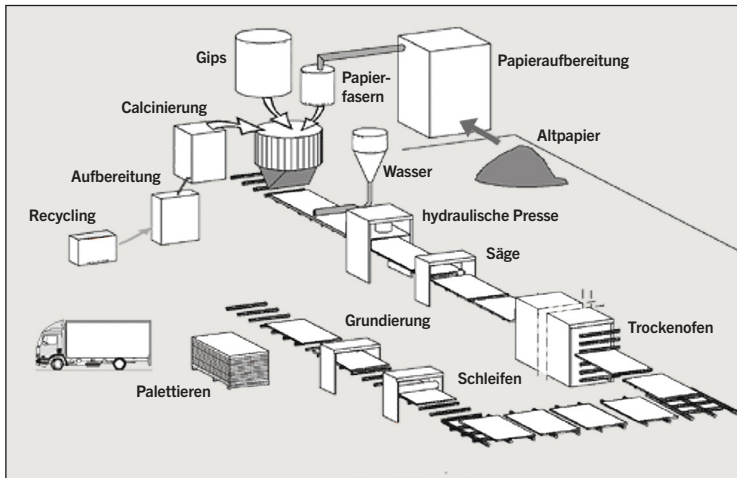 Gips
Papier-
fasern
Papieraufbereitung
Calcinierung
Altpapier
Aufbereitung
Wasser
Recycling
hydraulische Presse
Säge
Grundierung
Trockenofen
Schleifen
Palettieren